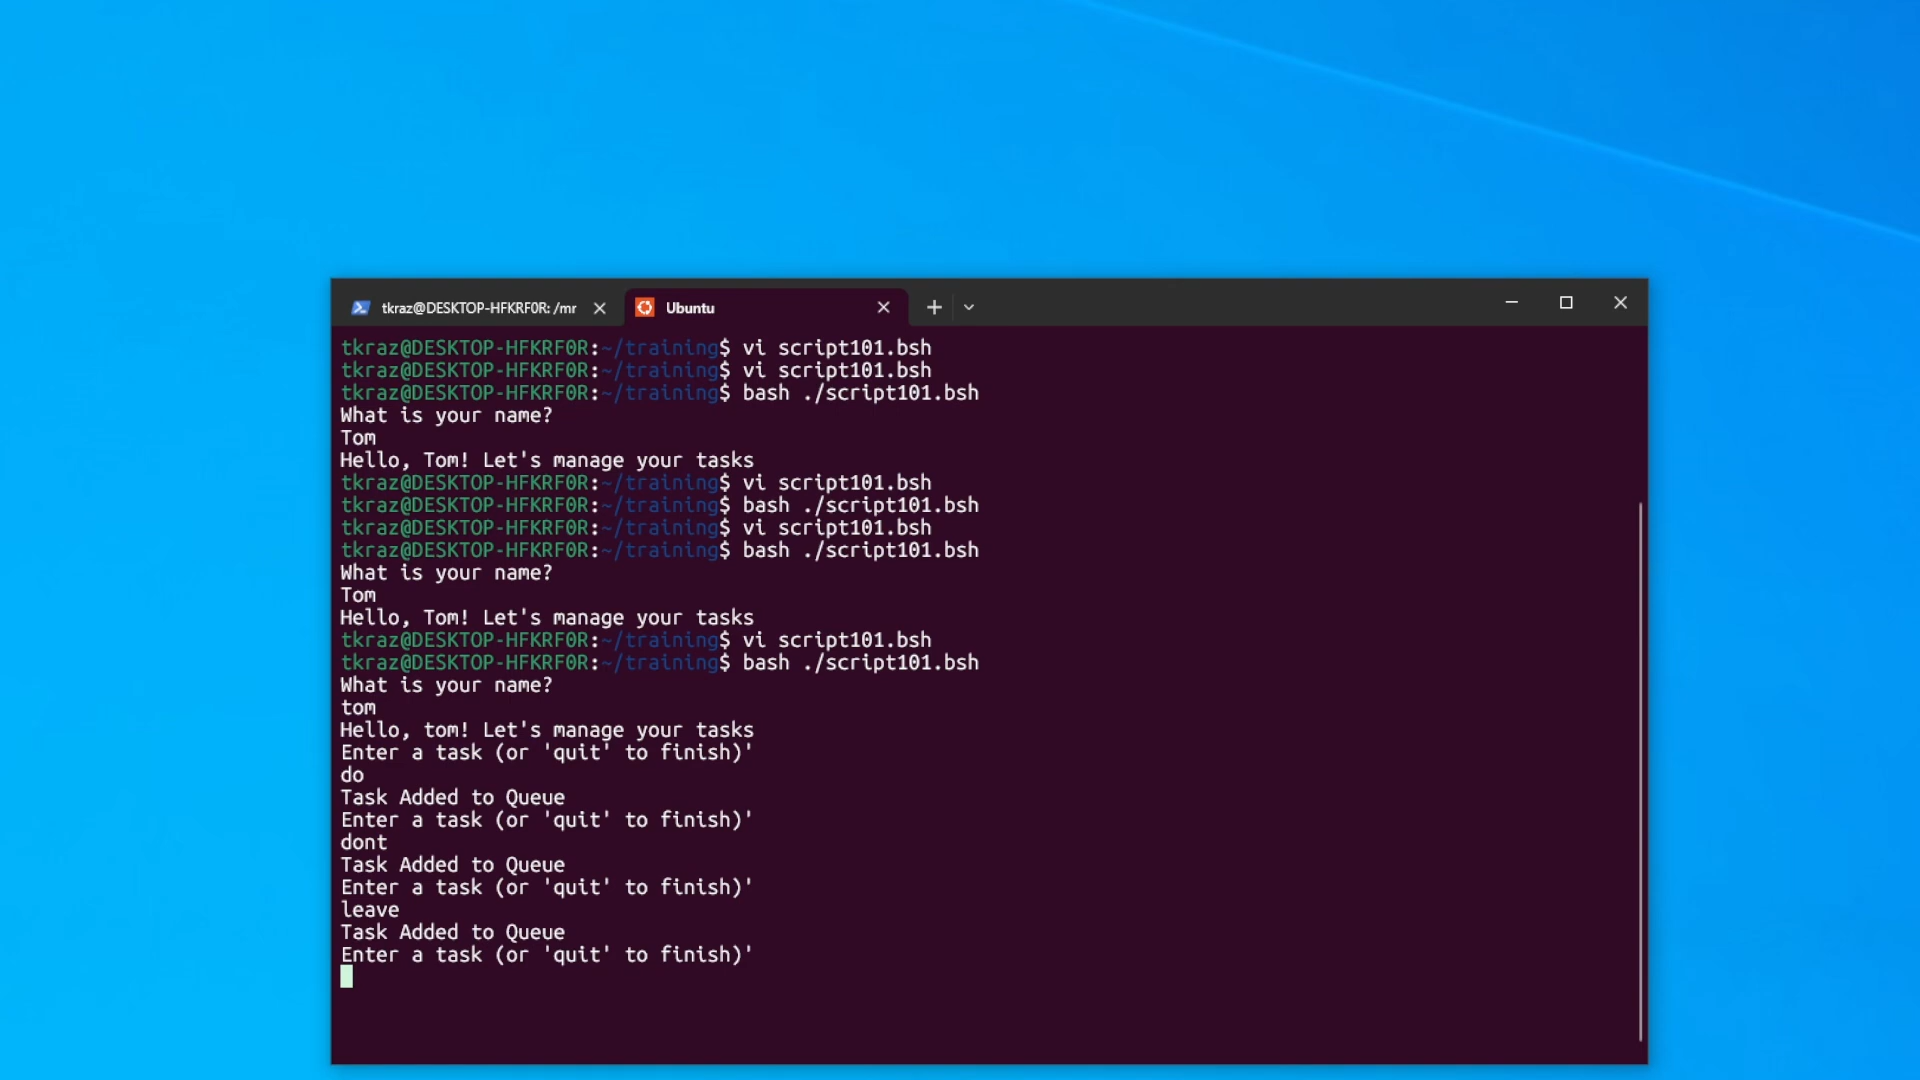 tkraz@DESKTOP-HFKRF0R: /mr
Ubuntu
tkraz@DESKTOP-HFKRF0R:~/training$ vi script101.bsh
tkraz@DESKTOP-HFKRF0R:~/training$ vi script101.bsh
tkraz@DESKTOP-HFKRF0R:~/training$ bash ./script101.bsh
What is your name?
Tom
Hello, Tom! Let's manage your tasks
tkraz@DESKTOP-HFKRF0R:~/training$ vi script101.bsh
tkraz@DESKTOP-HFKRF0R:~/training$ bash ./script101.bsh
tkraz@DESKTOP-HFKRF0R:~/training$ vi script101.bsh
tkraz@DESKTOP-HFKRF0R:~/training$ bash ./script101.bsh
What is your name?
Tom
Hello, Tom! Let's manage your tasks
tkraz@DESKTOP-HFKRF0R:~/training$ vi script101.bsh
tkraz@DESKTOP-HFKRF0R:~/training$ bash ./script101.bsh
What is your name?
tom
Hello, tom! Let's manage your tasks
Enter a task (or 'quit' to finish)'
do
Task Added to Queue
Enter a task (or 'quit' to finish)'
dont
Task Added to Queue
Enter a task (or 'quit' to finish)'
leave
Task Added to Queue
Enter a task (or 'quit' to finish)'